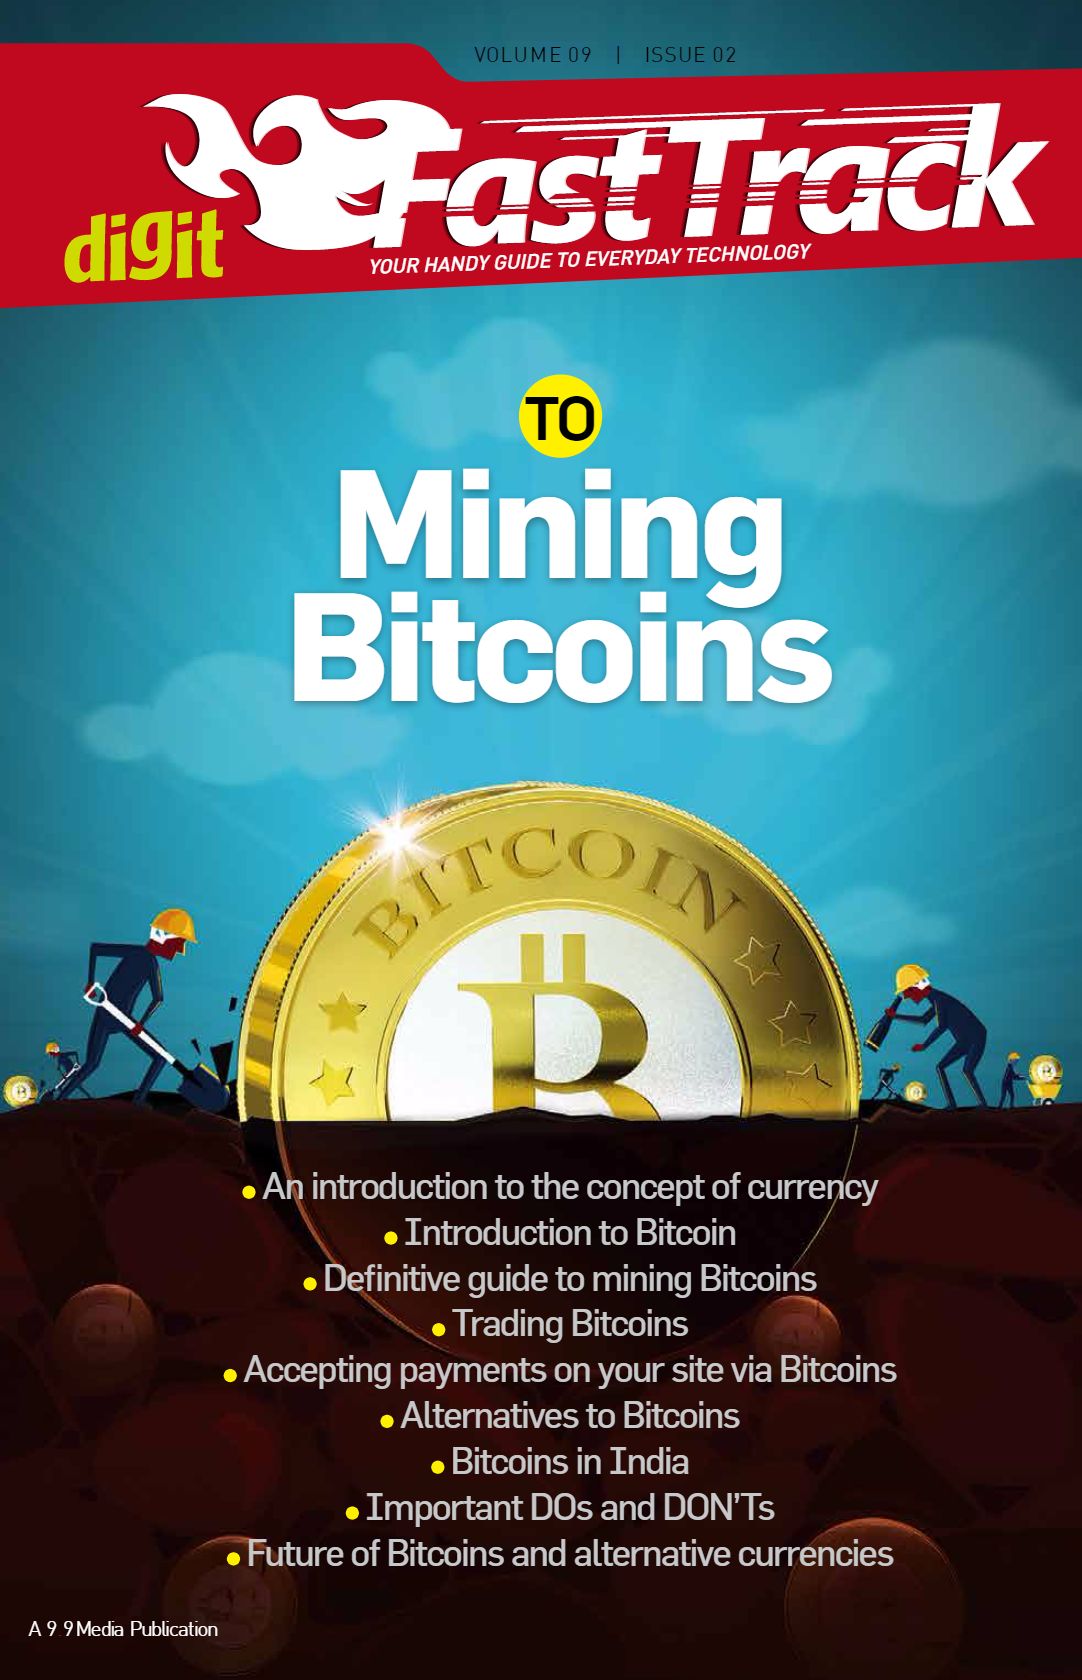 VOLUME 09 | ISSUE 02
digit
FastTrack
YOUR HANDY GUIDE TO EVERYDAY TECHNOLOGY
TO
Mining
Bitcoins
BITCOIN
B
• An introduction to the concept of currency
• Introduction to Bitcoin
• Definitive guide to mining Bitcoins
• Trading Bitcoins
• Accepting payments on your site via Bitcoins
• Alternatives to Bitcoins
• Bitcoins in India
• Important DOs and DON'Ts
• Future of Bitcoins and alternative currencies
A 9.9 Media Publication